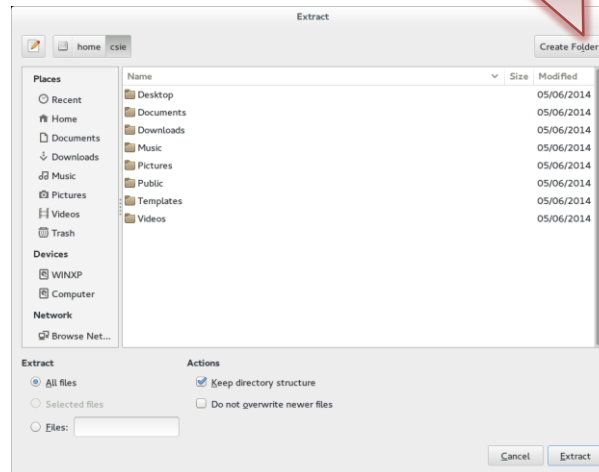 Extract
home csie Create Folder
Places
Recent
Home
Documents
Downloads
Music
Pictures
Videos
Trash
Devices
WINXP
Computer
Network
Browse Net...
Name Size Modified
Desktop 05/06/2014
Documents 05/06/2014
Downloads 05/06/2014
Music 05/06/2014
Pictures 05/06/2014
Public 05/06/2014
Templates 05/06/2014
Videos 05/06/2014
Extract
All files
Selected files
Files:
Actions
Keep directory structure
Do not overwrite newer files
Cancel Extract